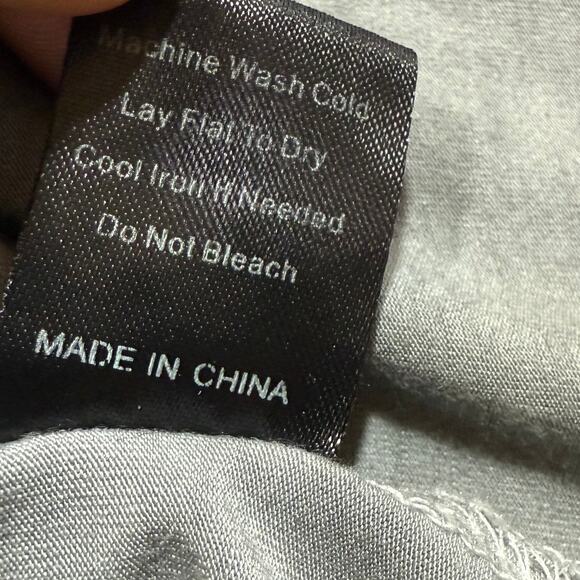 Machine Wash Cold
Lay Flat To Dry
Cool Iron If Needed
Do Not Bleach
MADE IN CHINA